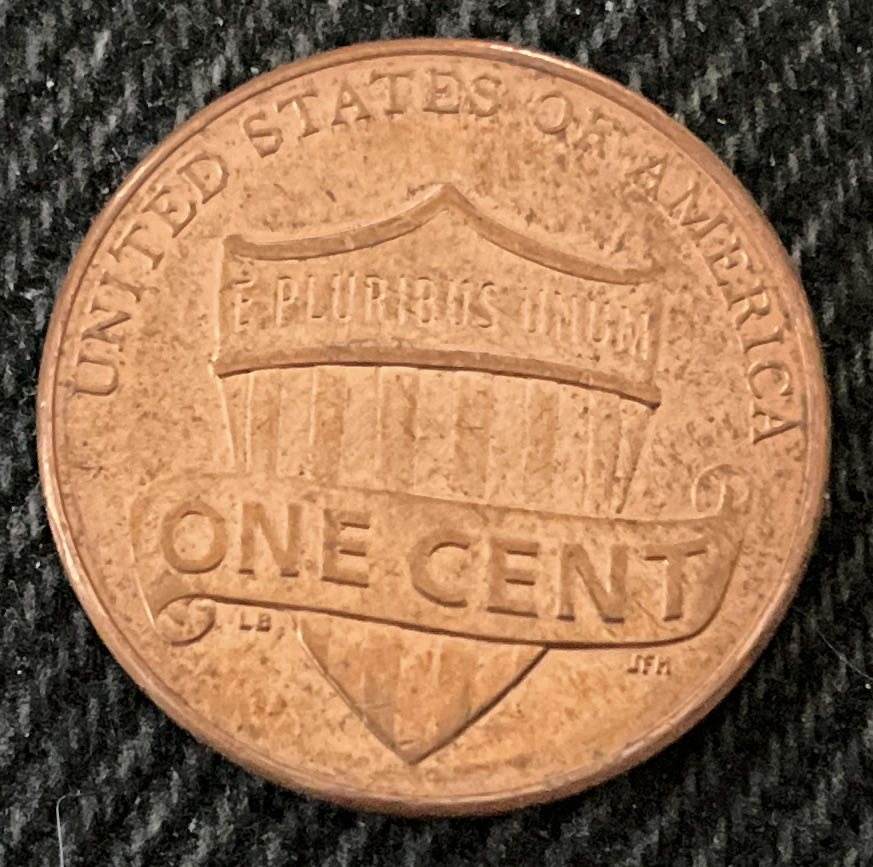 UNITED STATES OF AMERICA
E PLURIBUS UNUM
ONE CENT
LB
JFM